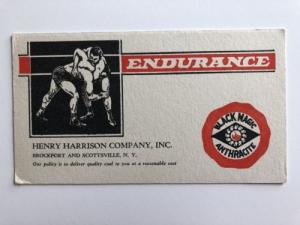 ENDURANCE
HENRY HARRISON COMPANY, INC.
BROCKPORT AND SCOTTSVILLE, N. Y.
Our policy is to deliver quality coal to you at a reasonable cost
BLACK MAGIC
ANTHRACITE